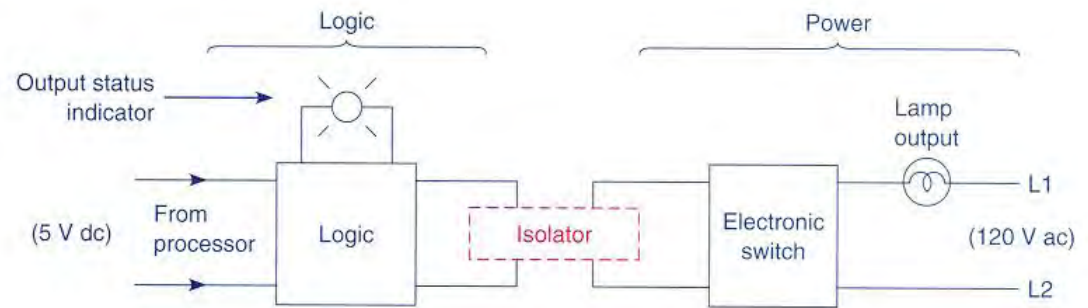 Logic
Power
Output status
indicator
Lamp
output
L1
(5 V dc)
From
processor
Logic
Isolator
Electronic
switch
(120 V ac)
L2